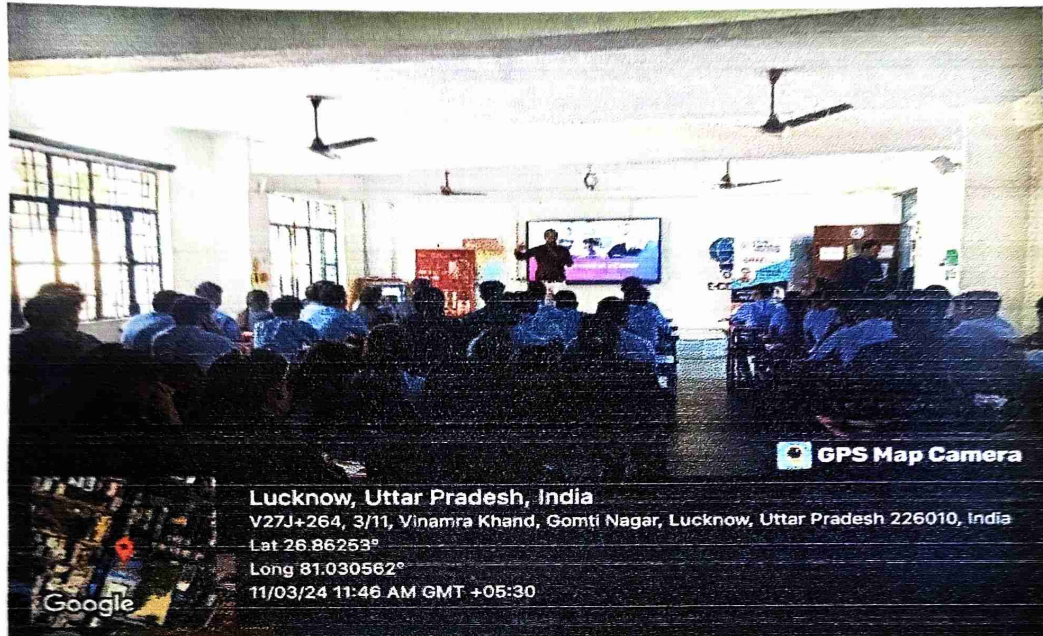 GPS Map Camera
Lucknow, Uttar Pradesh, India
V27J+264, 3/11, Vinamra Khand, Gomti Nagar, Lucknow, Uttar Pradesh 226010, India
Lat 26.86253°
Long 81.030562°
11/03/24 11:46 AM GMT +05:30
Google